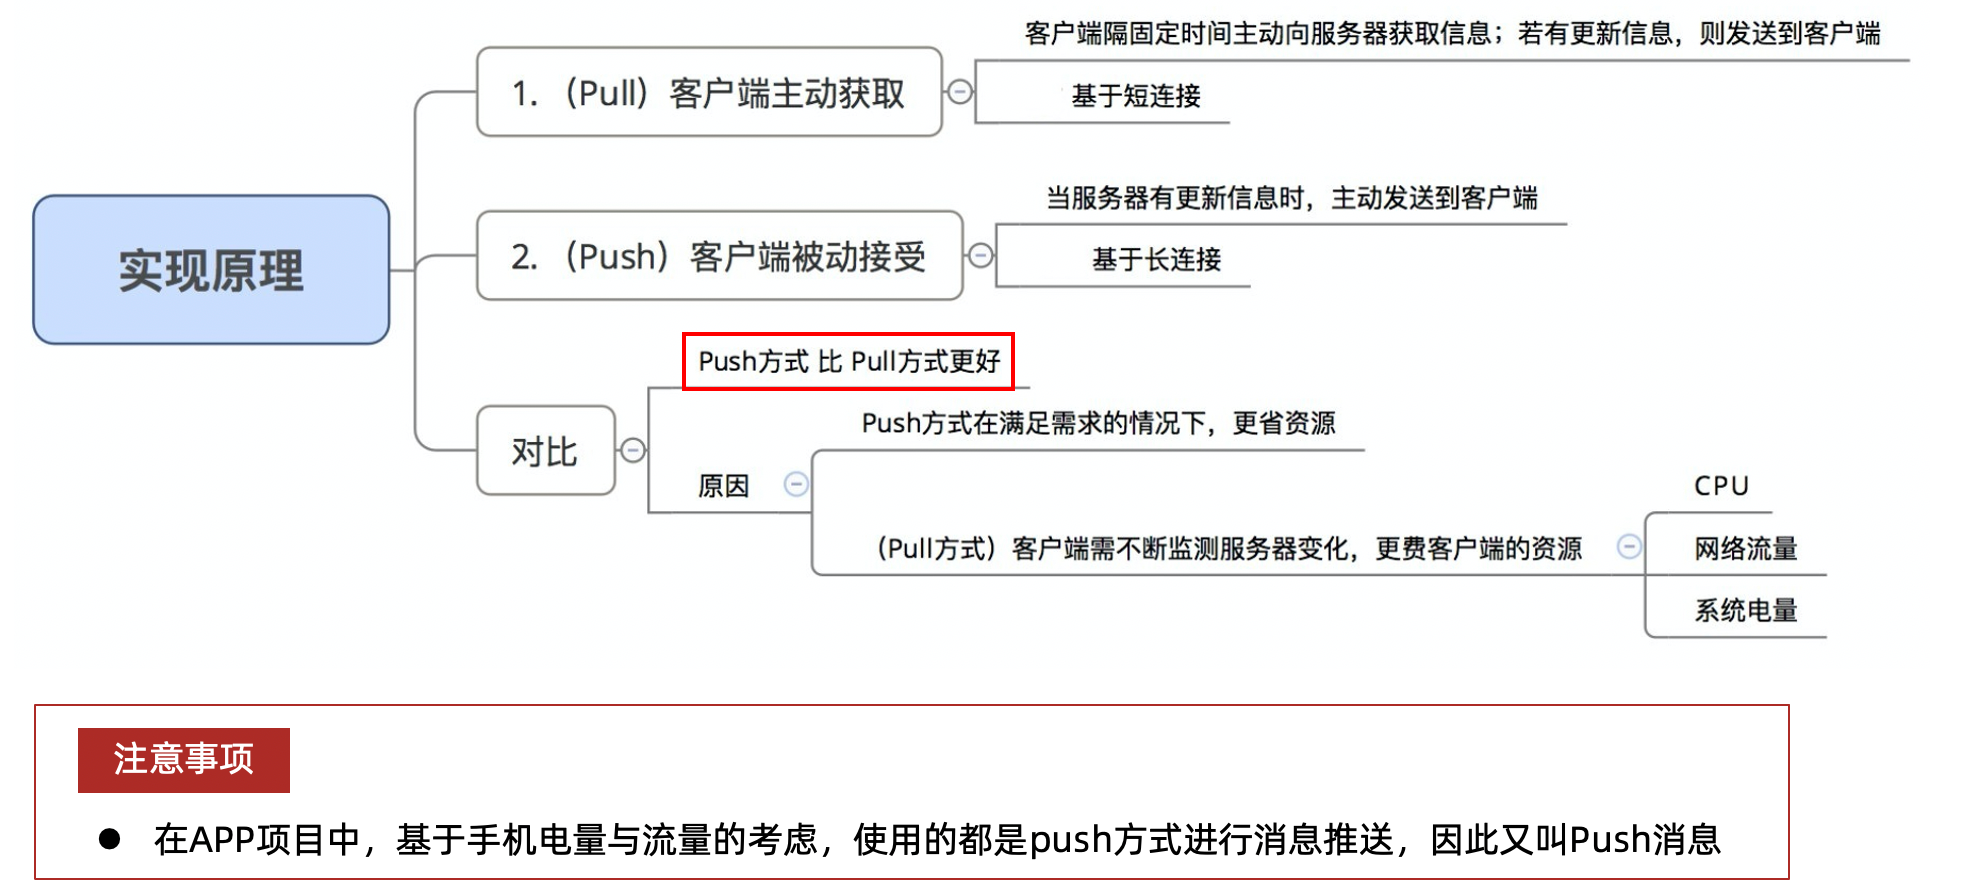 客户端隔固定时间主动向服务器获取信息；若有更新信息，则发送到客户端
1. （Pull）客户端主动获取
基于短连接
当服务器有更新信息时，主动发送到客户端
实现原理
2. （Push）客户端被动接受
基于长连接
Push方式 比 Pull方式更好
Push方式在满足需求的情况下，更省资源
对比
原因
CPU
（Pull方式）客户端需不断监测服务器变化，更费客户端的资源
网络流量
系统电量
注意事项
● 在APP项目中，基于手机电量与流量的考虑，使用的都是push方式进行消息推送，因此又叫Push消息